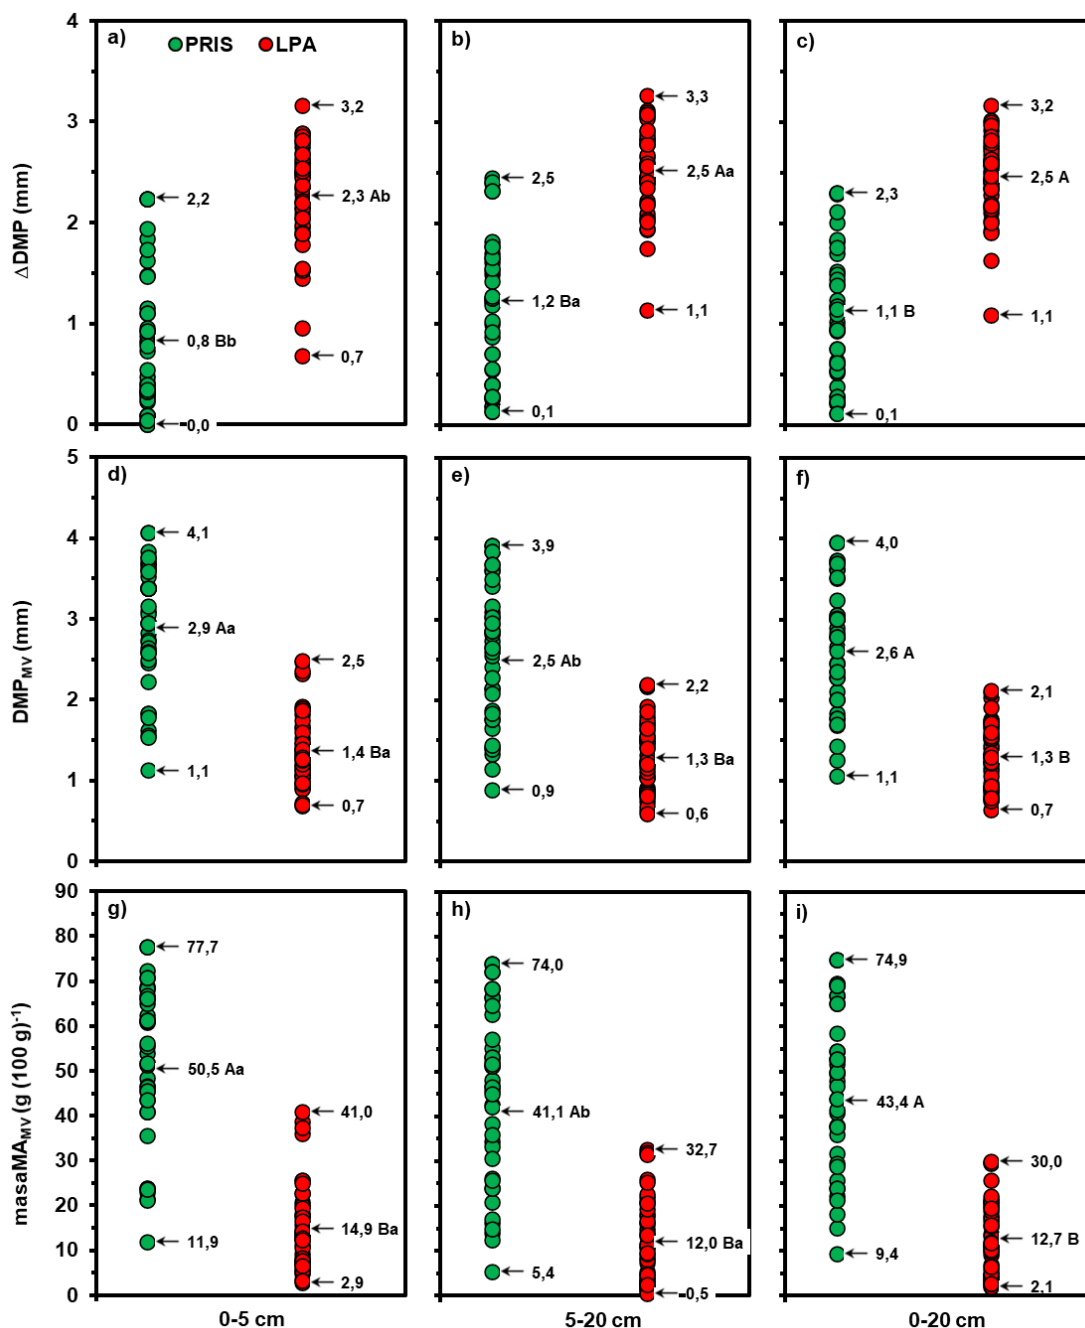 a)
PRIS
LPA
b)
c)
ΔDMP (mm)
4
3
2
1
0
2,2
0,8 Bb
0,0
3,2
2,3 Ab
0,7
2,5
1,2 Ba
0,1
3,3
2,5 Aa
1,1
2,3
1,1 B
0,1
3,2
2,5 A
1,1
d)
e)
f)
DMP_MV (mm)
5
4
3
2
1
0
4,1
2,9 Aa
1,1
2,5
1,4 Ba
0,7
3,9
2,5 Ab
0,9
2,2
1,3 Ba
0,6
4,0
2,6 A
1,1
2,1
1,3 B
0,7
g)
h)
i)
masaMA_MV (g (100 g)⁻¹)
90
80
70
60
50
40
30
20
10
0
77,7
50,5 Aa
11,9
41,0
14,9 Ba
2,9
74,0
41,1 Ab
5,4
32,7
12,0 Ba
0,5
74,9
43,4 A
9,4
30,0
12,7 B
2,1
0-5 cm
5-20 cm
0-20 cm